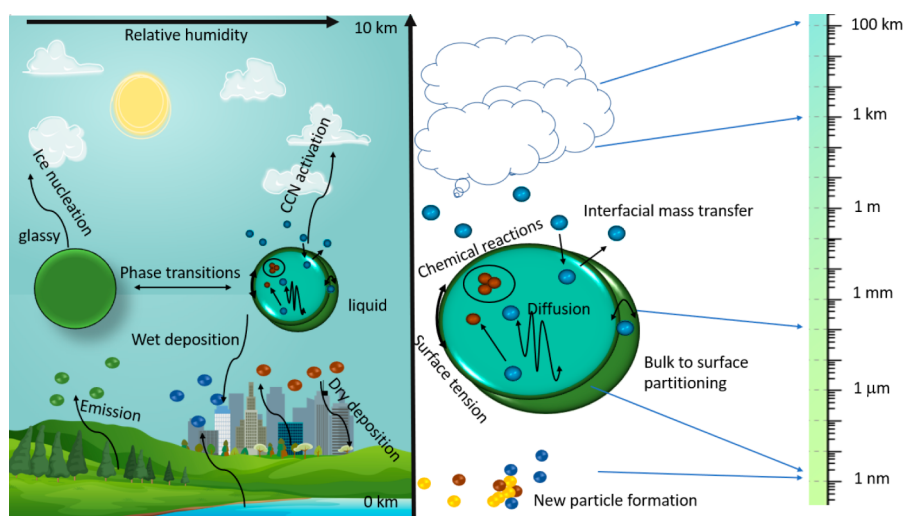 Relative humidity
10 km
Ice nucleation
CCN activation
glassy
Phase transitions
liquid
Wet deposition
Emission
Dry deposition
0 km
Interfacial mass transfer
Chemical reactions
Diffusion
Surface tension
Bulk to surface
partitioning
New particle formation
100 km
1 km
1 m
1 mm
1 µm
1 nm